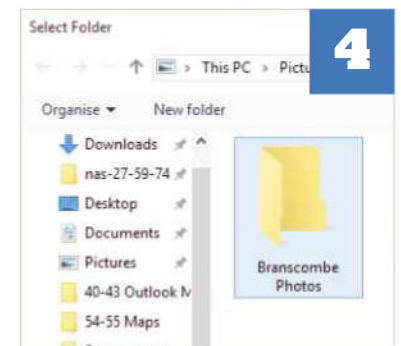 Select Folder
4
This PC > Pictu
Organise New folder
Downloads
nas-27-59-74
Desktop
Documents
Pictures
40-43 Outlook M
54-55 Maps
Branscombe
Photos